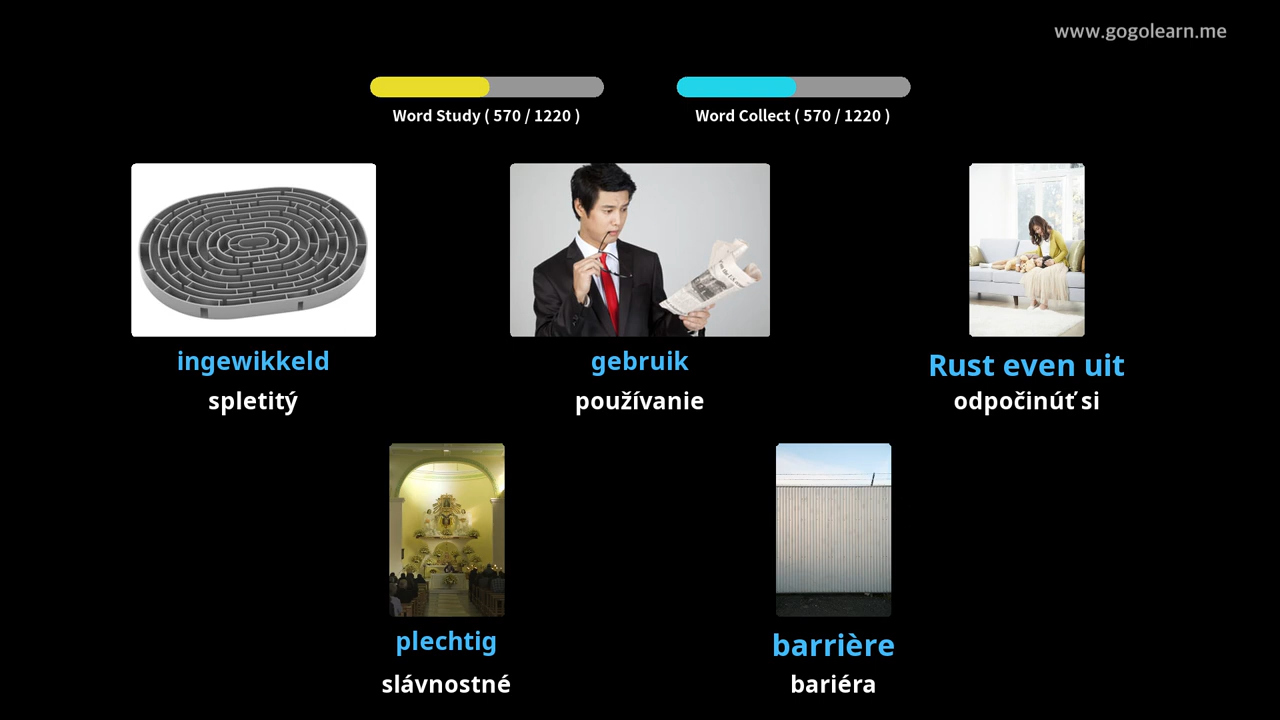 www.gogolearn.me
Word Study ( 570 / 1220 )
Word Collect ( 570 / 1220 )
ingewikkeld
gebruik
Rust even uit
spletitý
používanie
odpočinúť si
plechtig
barrière
slávnostné
bariéra